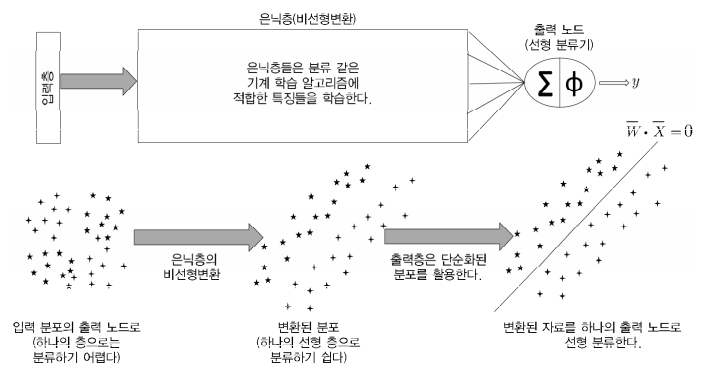 은닉층(비선형변환)
출력 노드
(선형 분류기)
입력층
은닉층들은 분류 같은
기계 학습 알고리즘에
적합한 특징들을 학습한다.
Σ ϕ
y
W̅ • X̅ = 0
은닉층의
비선형변환
출력층은 단순화된
분포를 활용한다.
입력 분포의 출력 노드로
(하나의 층으로는
분류하기 어렵다)
변환된 분포
(하나의 선형 층으로
분류하기 쉽다)
변환된 자료를 하나의 출력 노드로
선형 분류한다.